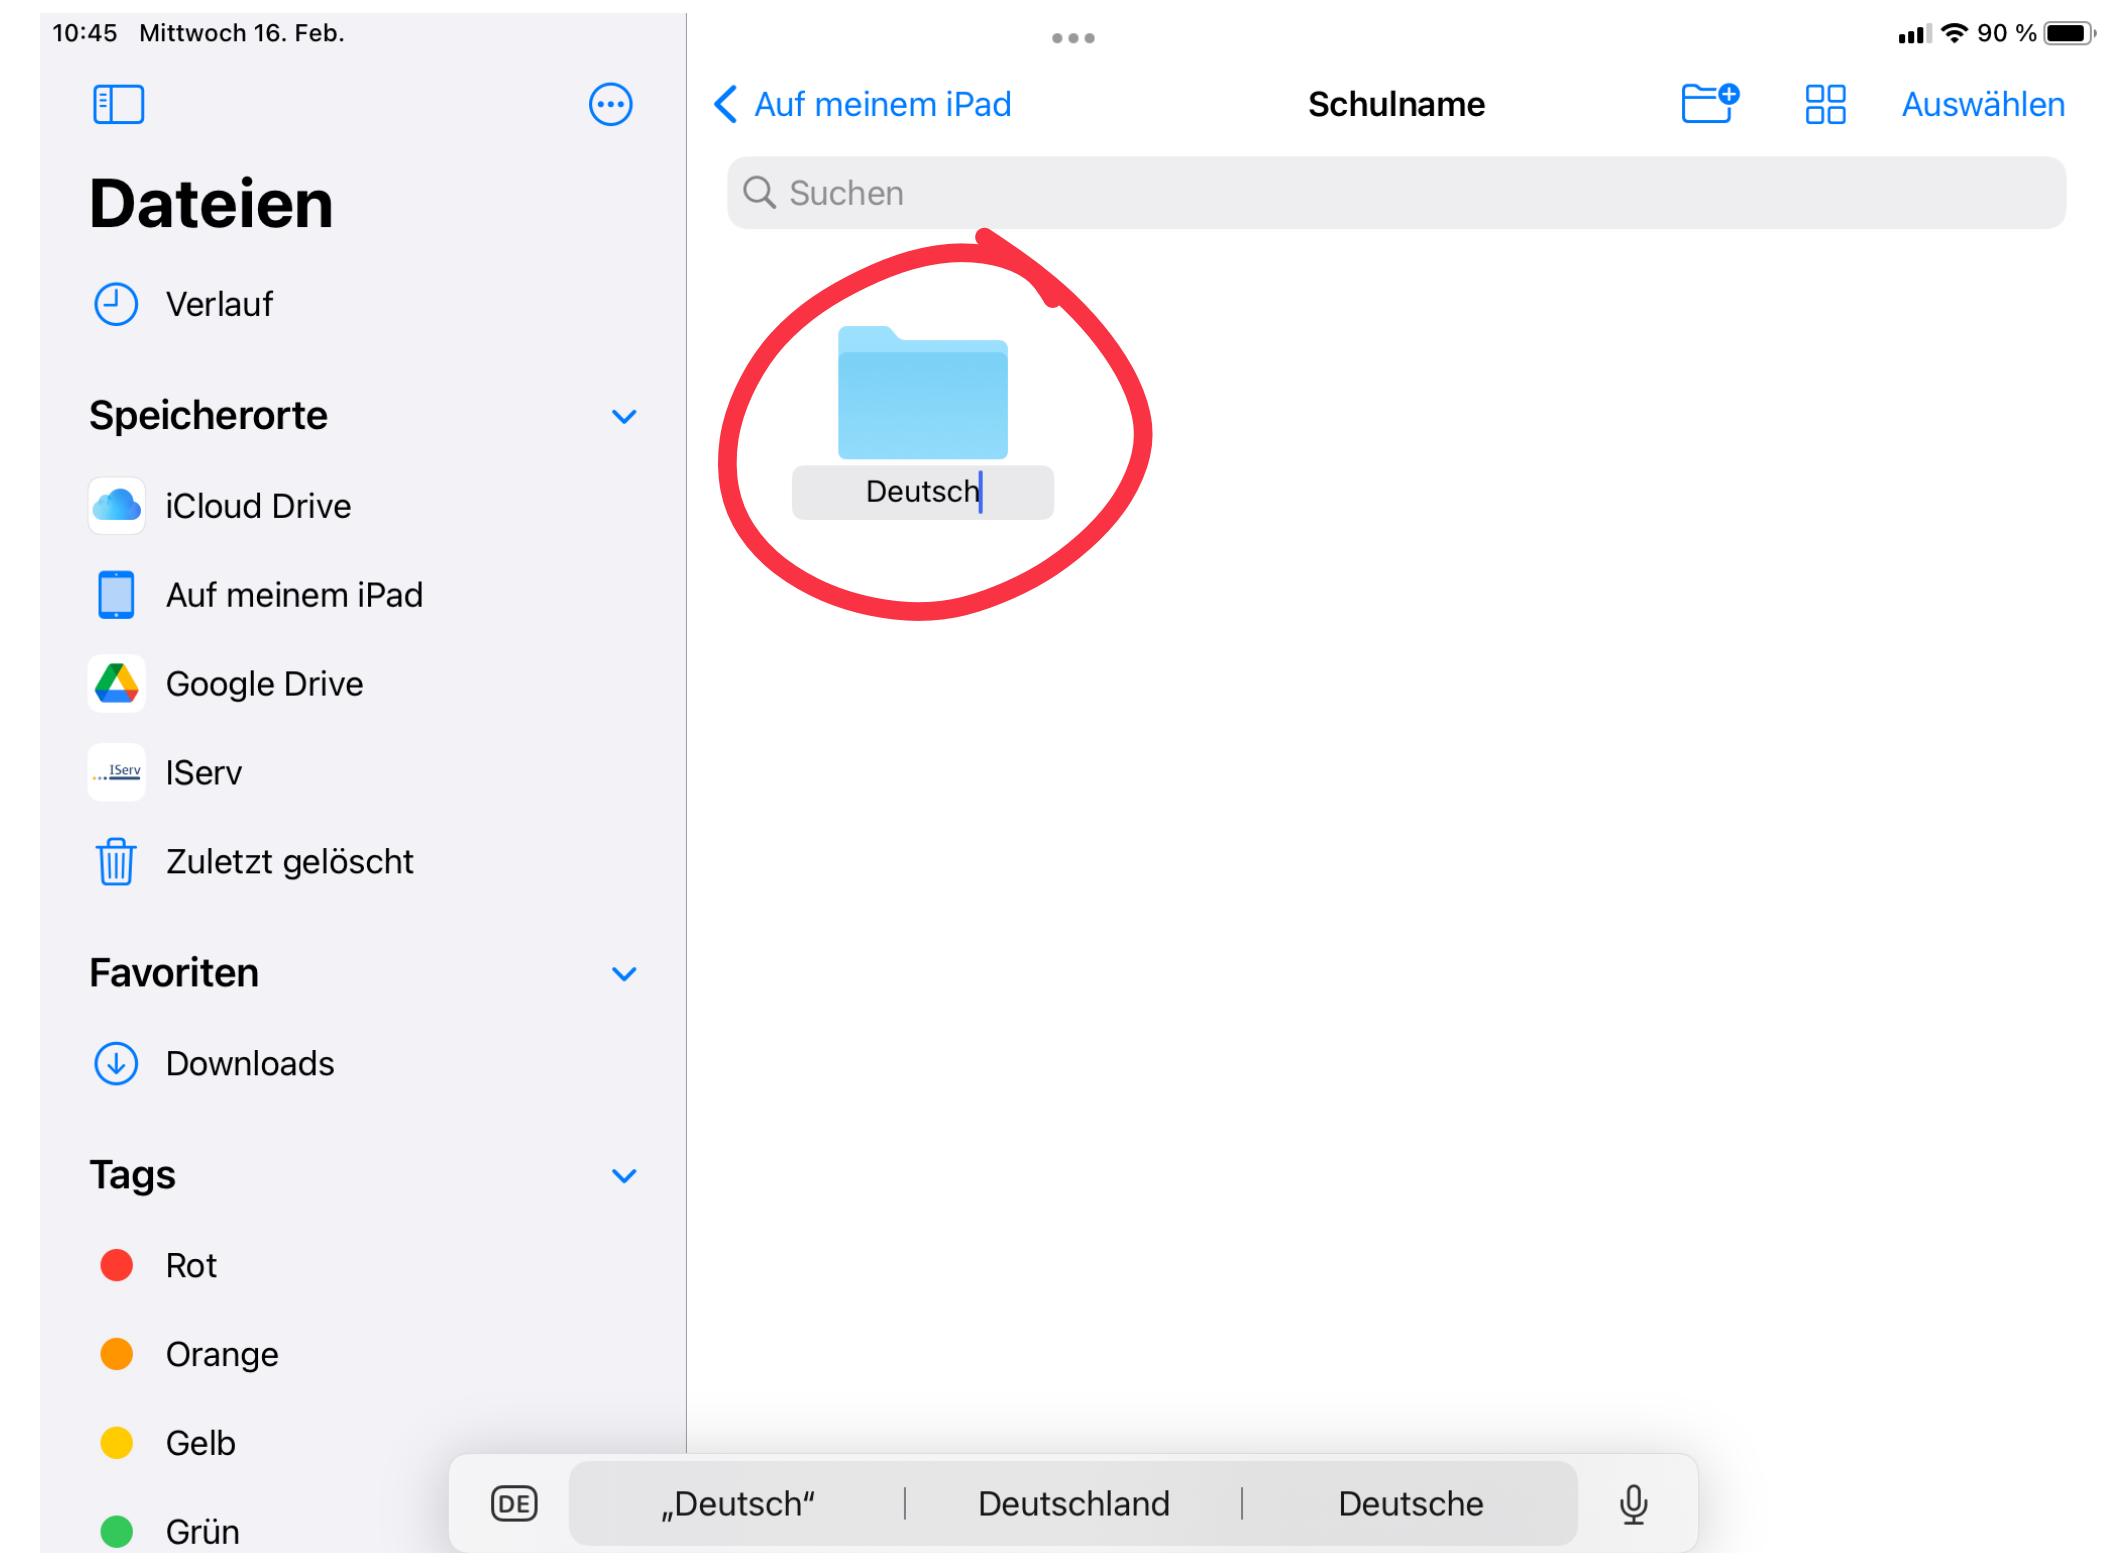 10:45 Mittwoch 16. Feb.
90 %
Dateien
Verlauf
Speicherorte
iCloud Drive
Auf meinem iPad
Google Drive
IServ
IServ
Zuletzt gelöscht
Favoriten
Downloads
Tags
Rot
Orange
Gelb
Grün
Auf meinem iPad
Schulname
Auswählen
Suchen
Deutsch
DE
„Deutsch“
Deutschland
Deutsche